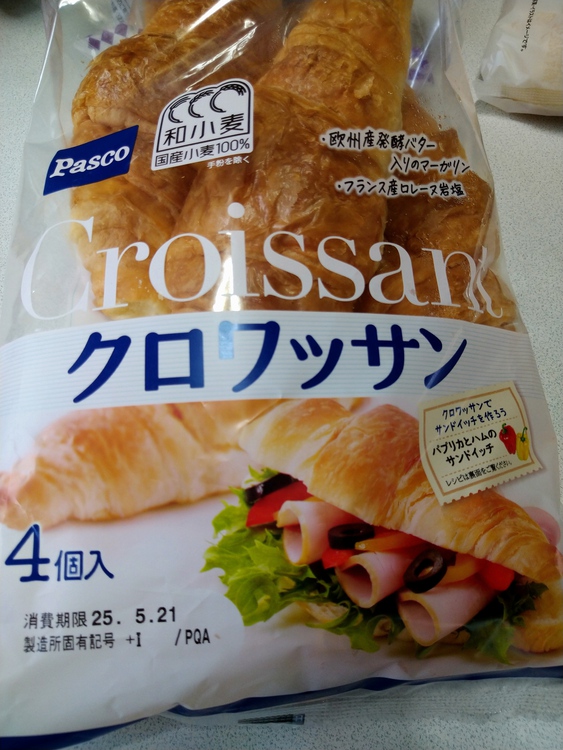 和小麦
国産小麦100%
手粉を除く
Pasco
・欧州産発酵バター
入りのマーガリン
・フランス産ロレーヌ岩塩
Croissant
クロワッサン
クロワッサンで
サンドイッチを作ろう
パプリカとハムの
サンドイッチ
レシピは裏面をご覧ください。
4個入
消費期限 25. 5.21
製造所固有記号 +I /PQA